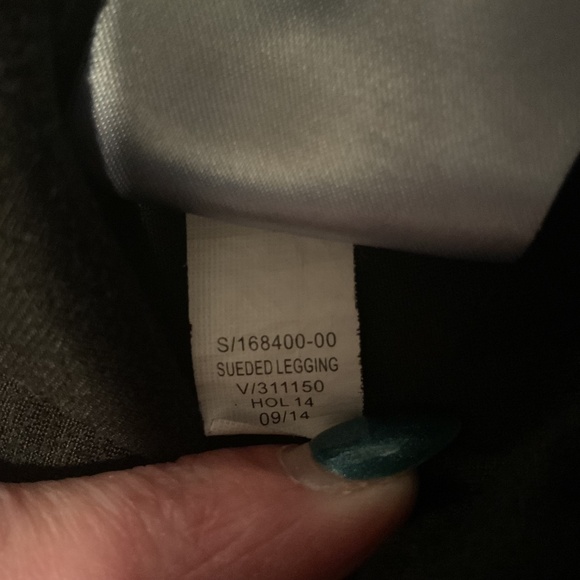 S/168400-00
SUEDED LEGGING
V/311150
HOL 14
09/14